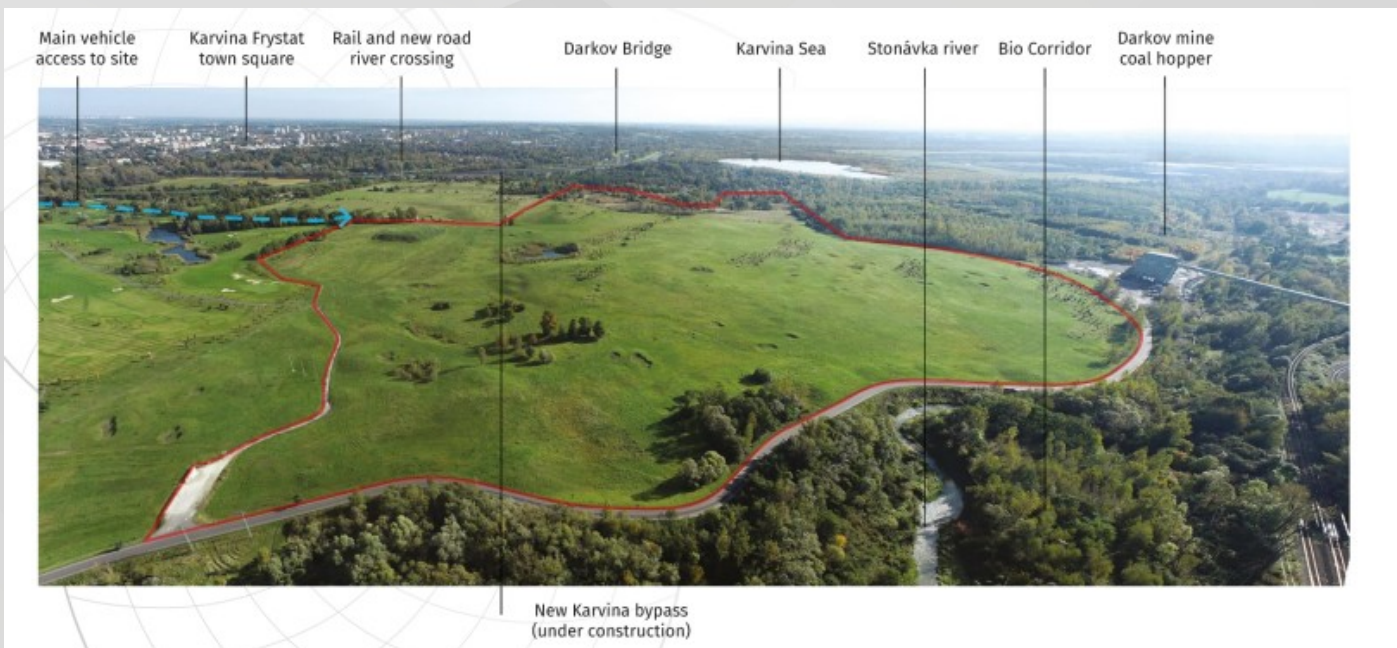 Main vehicle
access to site
Karvina Frystat
town square
Rail and new road
river crossing
Darkov Bridge
Karvina Sea
Stonávka river
Bio Corridor
Darkov mine
coal hopper
New Karvina bypass
(under construction)